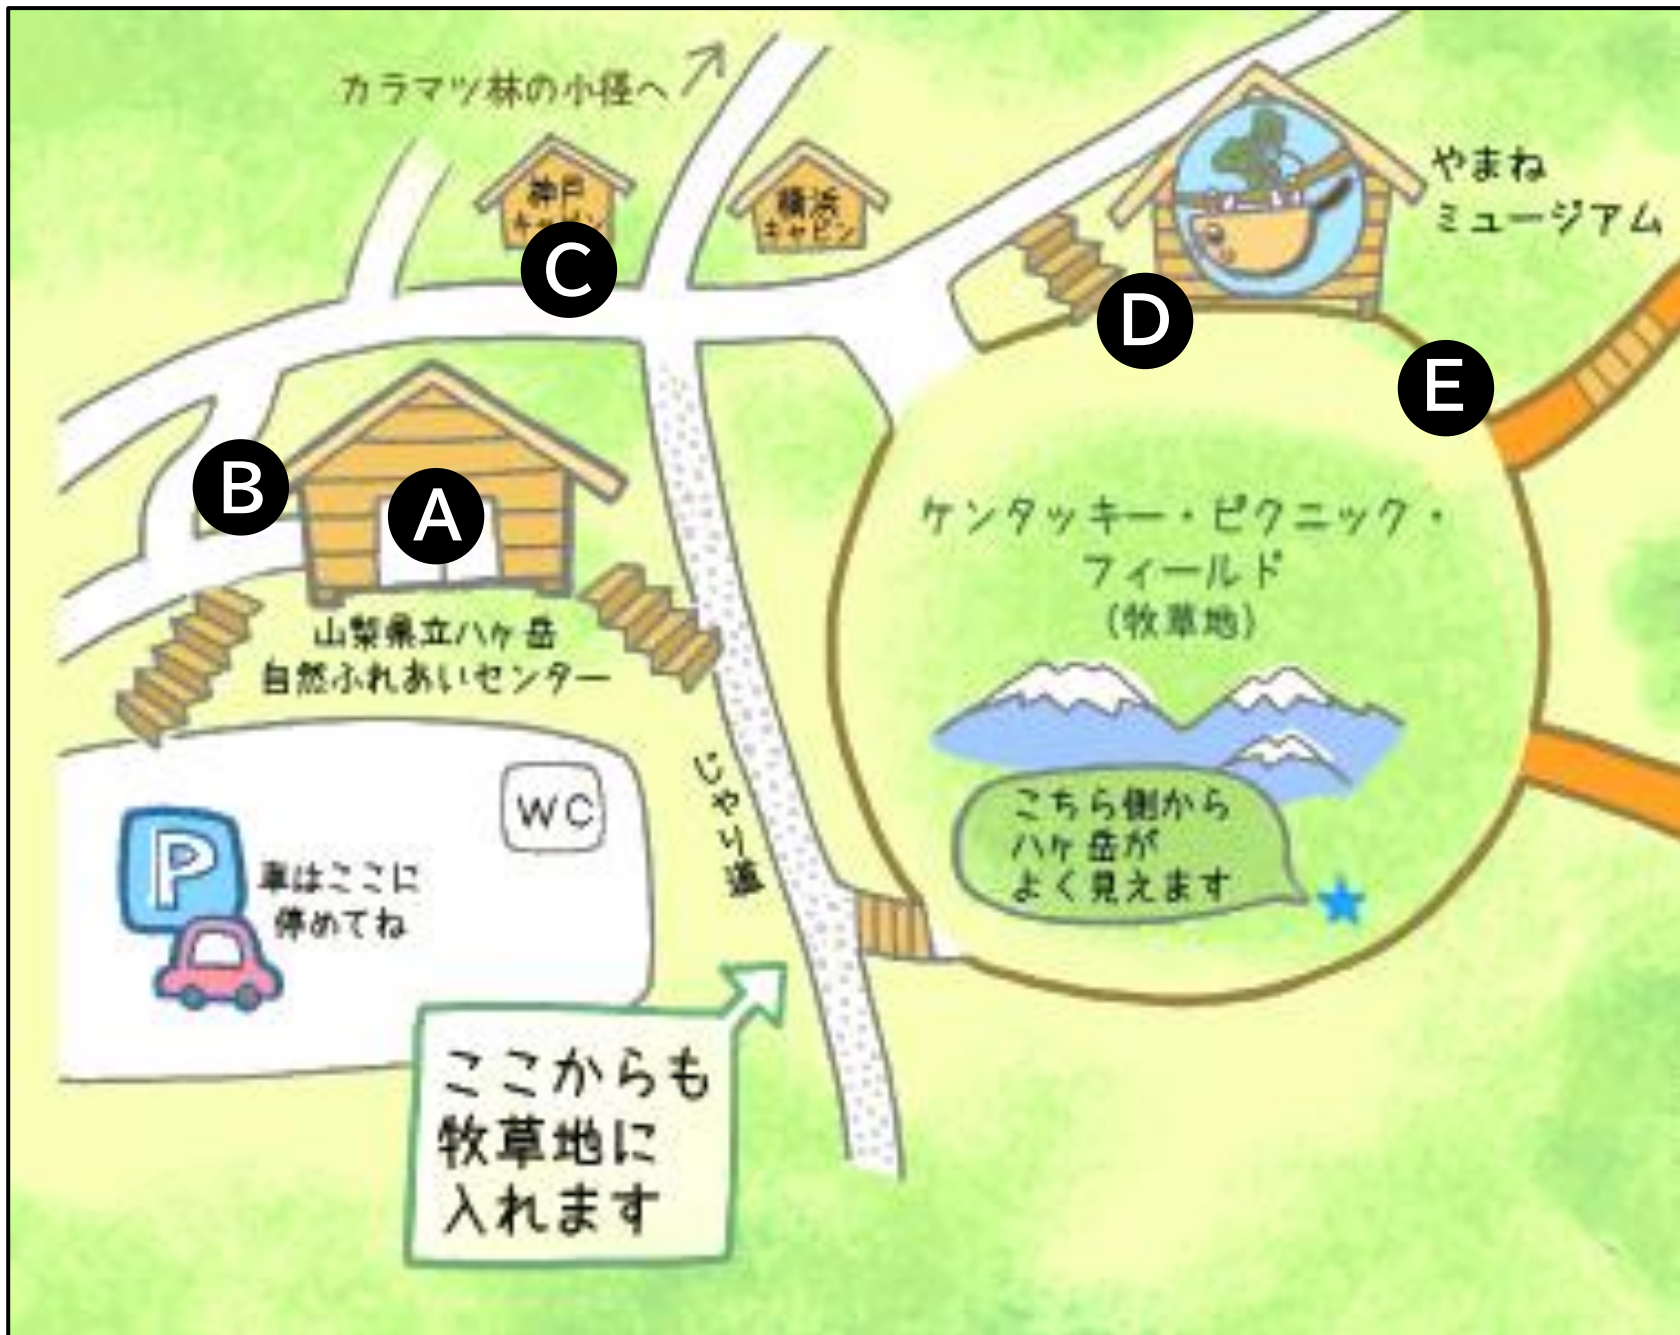 カラマツ林の小径へ
神戸
キャビン
横浜
キャビン
やまね
ミュージアム
C
D
E
B
A
ケンタッキー・ピクニック・
フィールド
(牧草地)
山梨県立八ヶ岳
自然ふれあいセンター
じゃり道
WC
P
車はここに
停めてね
こちら側から
八ヶ岳が
よく見えます
ここからも
牧草地に
入れます